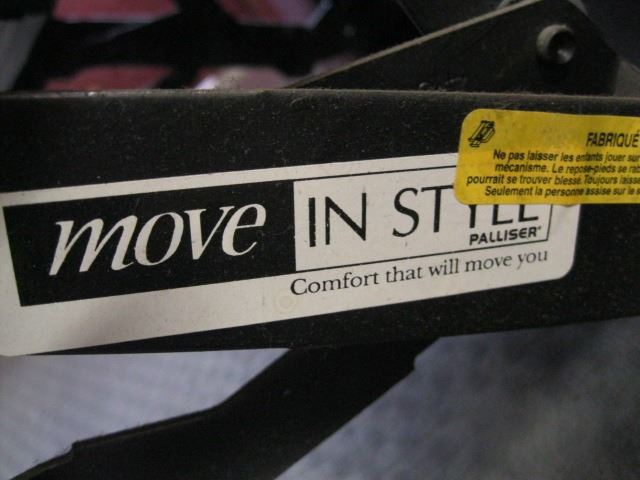 move IN STYLE
PALLISER®
Comfort that will move you
FABRIQUÉ
Ne pas laisser les enfants jouer sur
mécanisme. Le repose-pieds se
pourrait se trouver blessé. Toujours
Seulement la personne assise sur